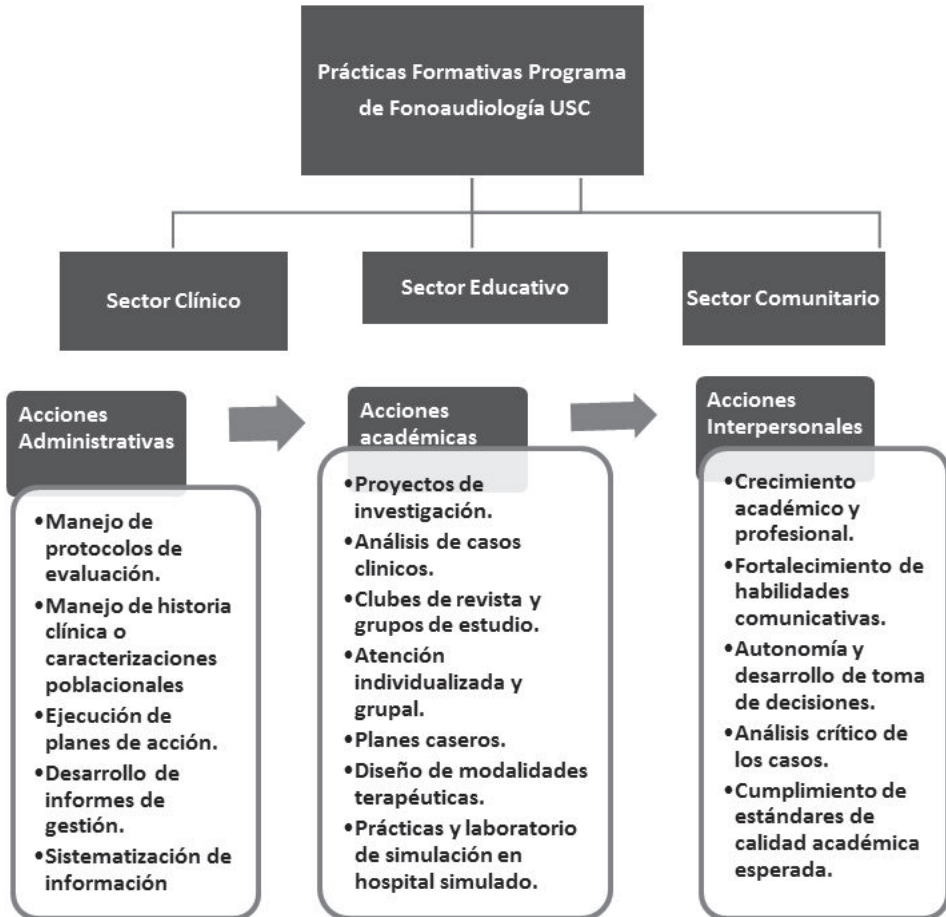 Prácticas Formativas Programa
de Fonoaudiología USC
Sector Clínico
Sector Educativo
Sector Comunitario
Acciones
Administrativas
•Manejo de
protocolos de
evaluación.
•Manejo de historia
clínica o
caracterizaciones
poblacionales
•Ejecución de
planes de acción.
•Desarrollo de
informes de
gestión.
•Sistematización de
información
Acciones
académicas
•Proyectos de
investigación.
•Análisis de casos
clinicos.
•Clubes de revista y
grupos de estudio.
•Atención
individualizada y
grupal.
•Planes caseros.
•Diseño de modalidades
terapéuticas.
•Prácticas y laboratorio
de simulación en
hospital simulado.
Acciones
Interpersonales
•Crecimiento
académico y
profesional.
•Fortalecimiento de
habilidades
comunicativas.
•Autonomía y
desarrollo de toma
de decisiones.
•Análisis crítico de
los casos.
•Cumplimiento de
estándares de
calidad académica
esperada.